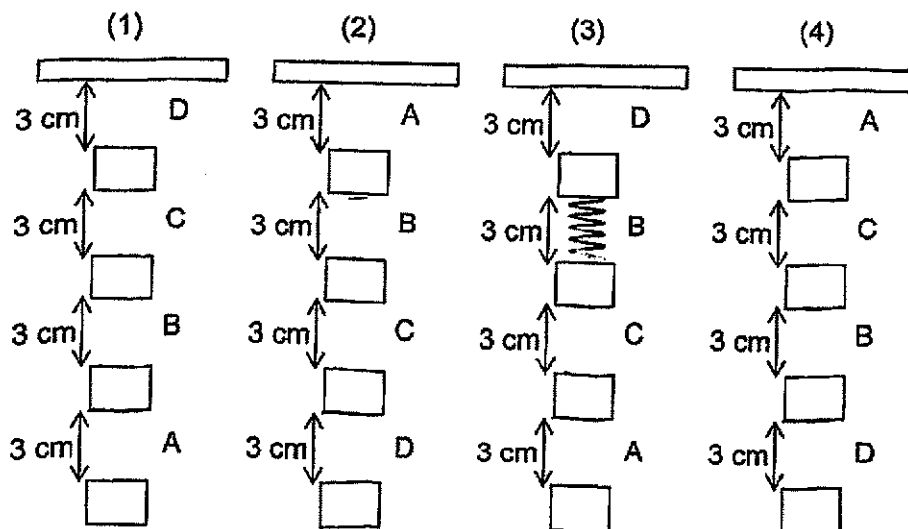 (1) (2) (3) (4)
3 cm D 3 cm A 3 cm D 3 cm A
3 cm C 3 cm B 3 cm B 3 cm C
3 cm B 3 cm C 3 cm C 3 cm B
3 cm A 3 cm D 3 cm A 3 cm D